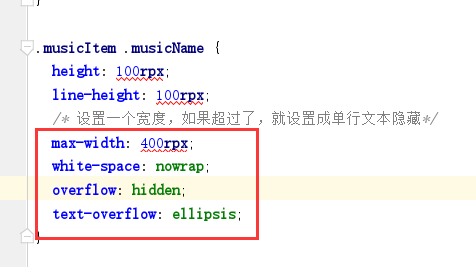 }
.musicItem .musicName {
height: 100rpx;
line-height: 100rpx;
/* 设置一个宽度，如果超过了，就设置成单行文本隐藏*/
max-width: 400rpx;
white-space: nowrap;
overflow: hidden;
text-overflow: ellipsis;
}